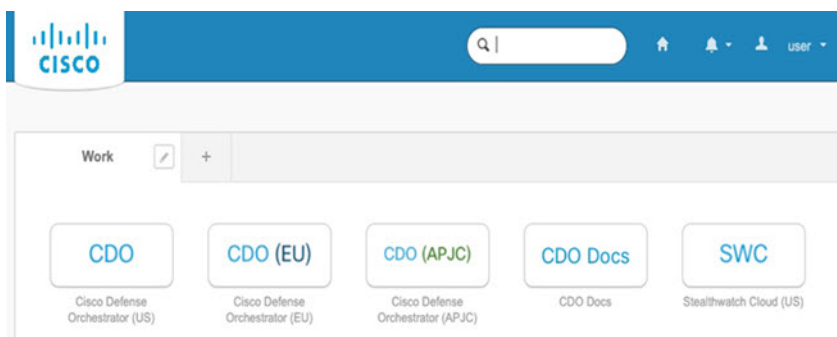 CISCO
user
Work
+
CDO
CDO (EU)
CDO (APJC)
CDO Docs
SWC
Cisco Defense
Orchestrator (US)
Cisco Defense
Orchestrator (EU)
Cisco Defense
Orchestrator (APJC)
CDO Docs
Stealthwatch Cloud (US)